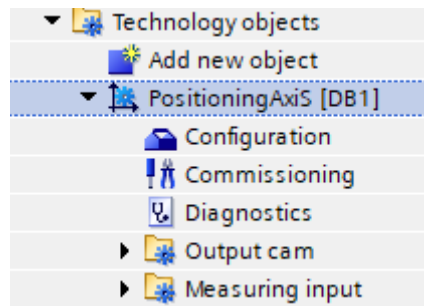 Technology objects
Add new object
PositioningAxiS [DB1]
Configuration
Commissioning
Diagnostics
Output cam
Measuring input